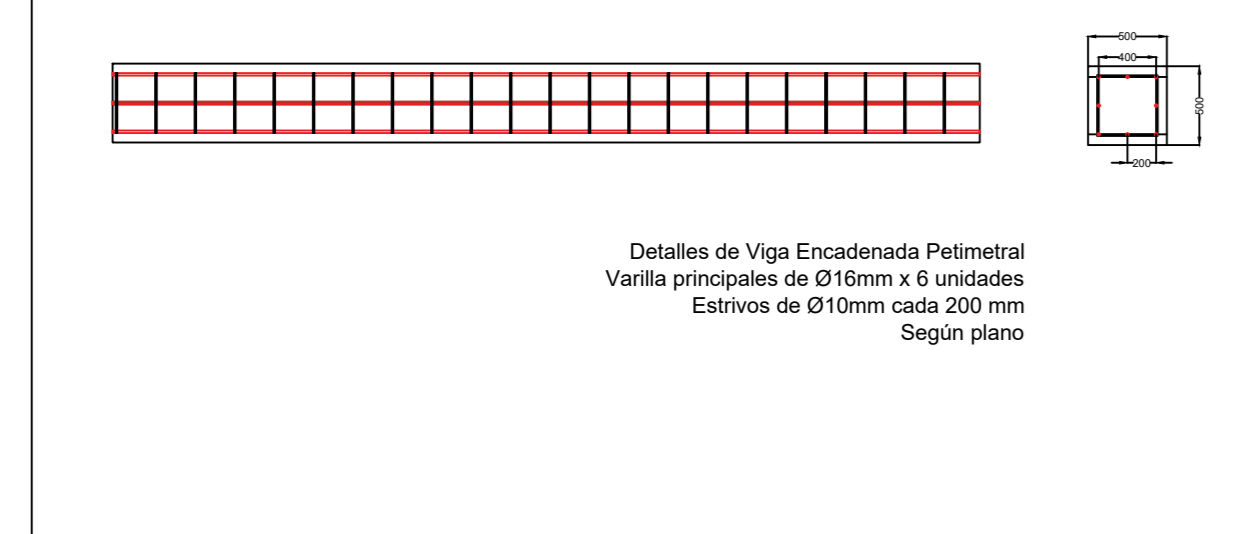 500
400
500
200
Detalles de Viga Encadenada Petimetral
Varilla principales de Ø16mm x 6 unidades
Estrivos de Ø10mm cada 200 mm
Según plano